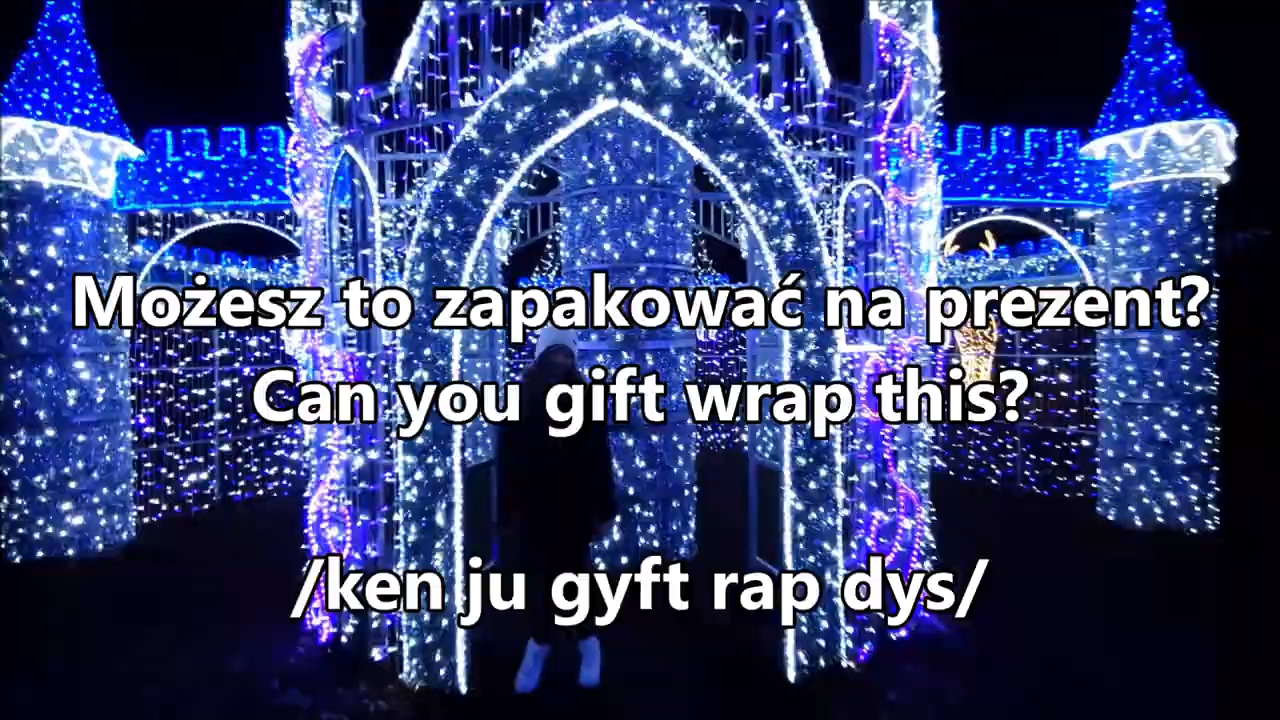 Możesz to zapakować na prezent?
Can you gift wrap this?
/ken ju gyft rap dys/